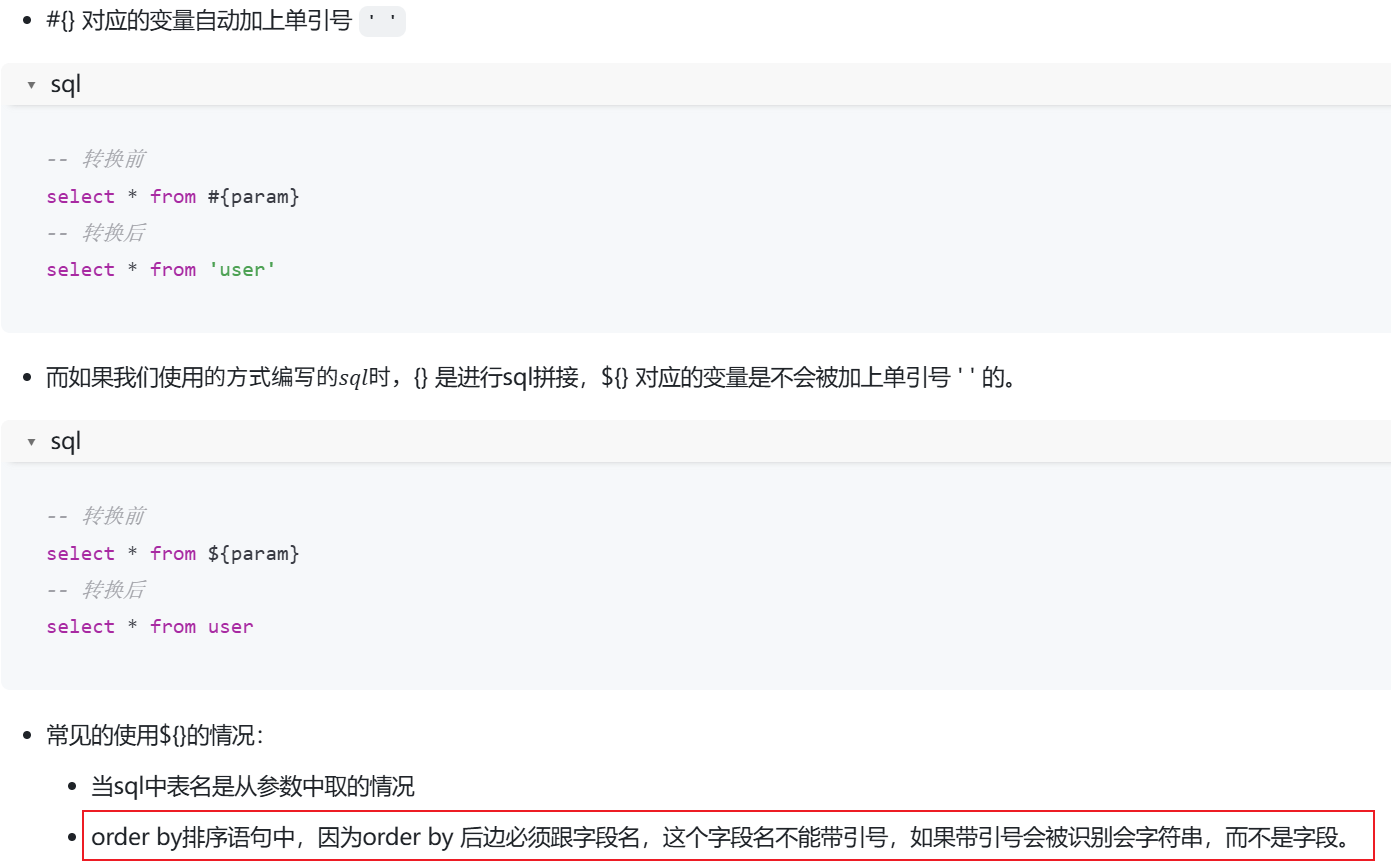 #{} 对应的变量自动加上单引号 ' '
sql
-- 转换前
select * from #{param}
-- 转换后
select * from 'user'
而如果我们使用的方式编写的sql时，{} 是进行sql拼接，${} 对应的变量是不会被加上单引号 ' ' 的。
sql
-- 转换前
select * from ${param}
-- 转换后
select * from user
常见的使用${}的情况：
当sql中表名是从参数中取的情况
order by排序语句中，因为order by 后边必须跟字段名，这个字段名不能带引号，如果带引号会被识别会字符串，而不是字段。